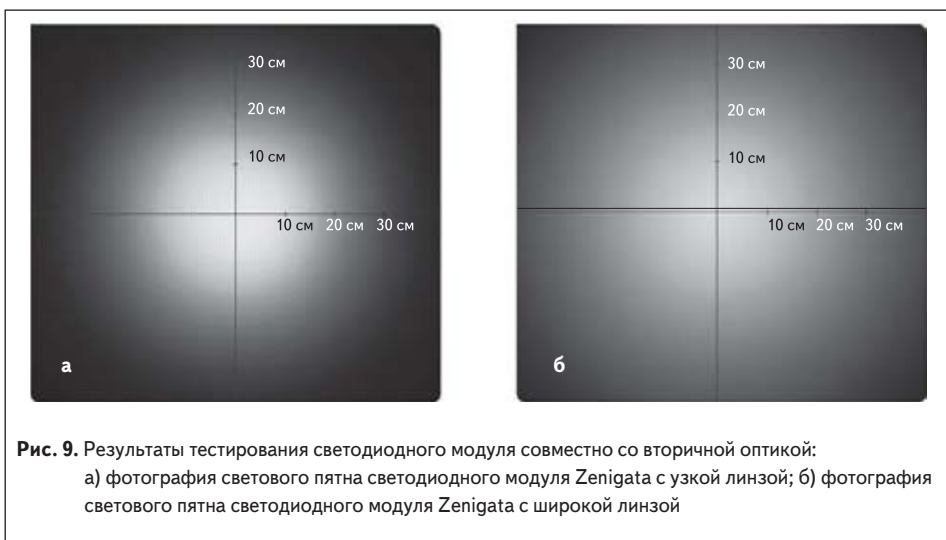 30 см
20 см
10 см
10 см 20 см 30 см
а
30 см
20 см
10 см
10 см 20 см 30 см
б
Рис. 9. Результаты тестирования светодиодного модуля совместно со вторичной оптикой:
а) фотография светового пятна светодиодного модуля Zenigata с узкой линзой; б) фотография
светового пятна светодиодного модуля Zenigata с широкой линзой